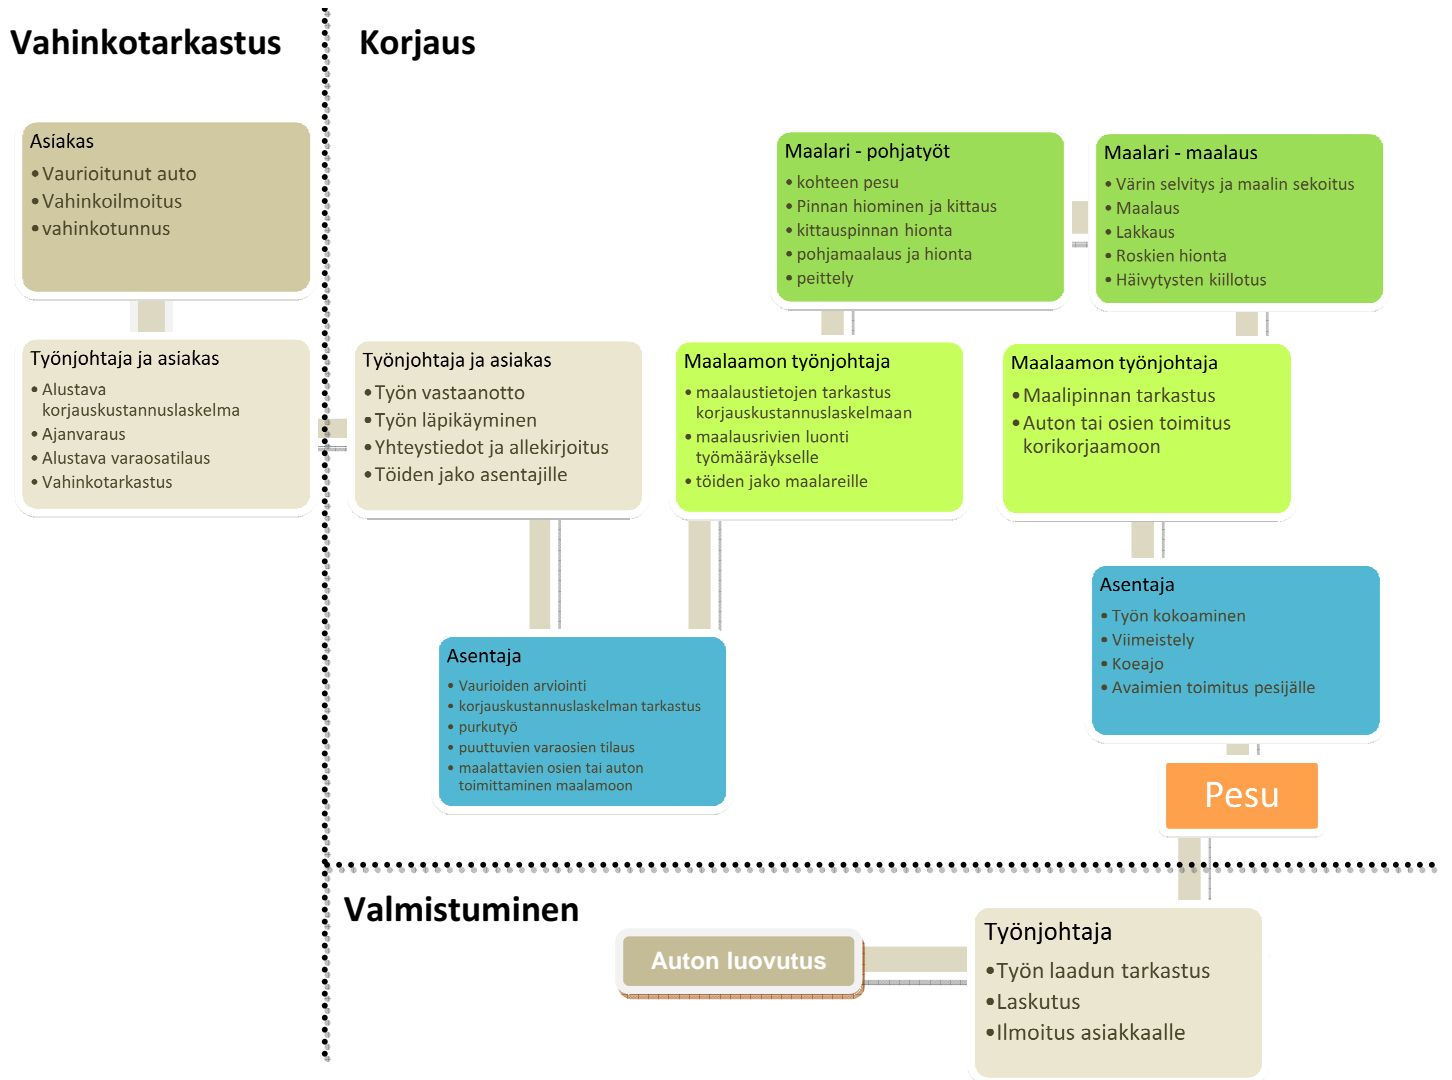 Vahinkotarkastus
Asiakas
•Vaurioitunut auto
•Vahinkoilmoitus
•vahinkotunnus
Työnjohtaja ja asiakas
• Alustava
korjauskustannuslaskelma
• Ajanvaraus
• Alustava varaosatilaus
• Vahinkotarkastus
Korjaus
Työnjohtaja ja asiakas
•Työn vastaanotto
•Työn läpikäyminen
•Yhteystiedot ja allekirjoitus
•Töiden jako asentajille
Asentaja
• Vaurioiden arviointi
• korjauskustannuslaskelman tarkastus
• purkutyö
• puuttuvien varaosien tilaus
• maalattavien osien tai auton
toimittaminen maalamoon
Maalaamon työnjohtaja
• maalaustietojen tarkastus
korjauskustannuslaskelmaan
• maalausrivien luonti
työmääräykselle
• töiden jako maalareille
Maalari - pohjatyöt
• kohteen pesu
• Pinnan hiominen ja kittaus
• kittauspinnan hionta
• pohjamaalaus ja hionta
• peittely
Maalari - maalaus
• Värin selvitys ja maalin sekoitus
• Maalaus
• Lakkaus
• Roskien hionta
• Häivytysten kiillotus
Maalaamon työnjohtaja
• Maalipinnan tarkastus
• Auton tai osien toimitus
korikorjaamoon
Asentaja
• Työn kokoaminen
• Viimeistely
• Koeajo
• Avaimien toimitus pesijälle
Pesu
Valmistuminen
Työnjohtaja
•Työn laadun tarkastus
•Laskutus
•Ilmoitus asiakkaalle
Auton luovutus